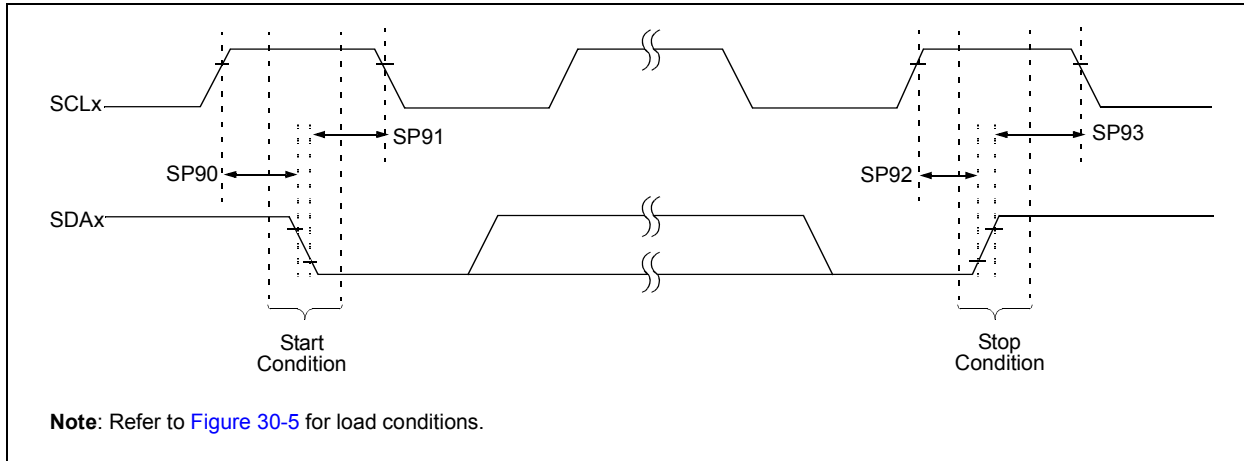 SCLx
SP91
SP93
SP90
SP92
SDAx
Start
Condition
Stop
Condition
Note: Refer to Figure 30-5 for load conditions.